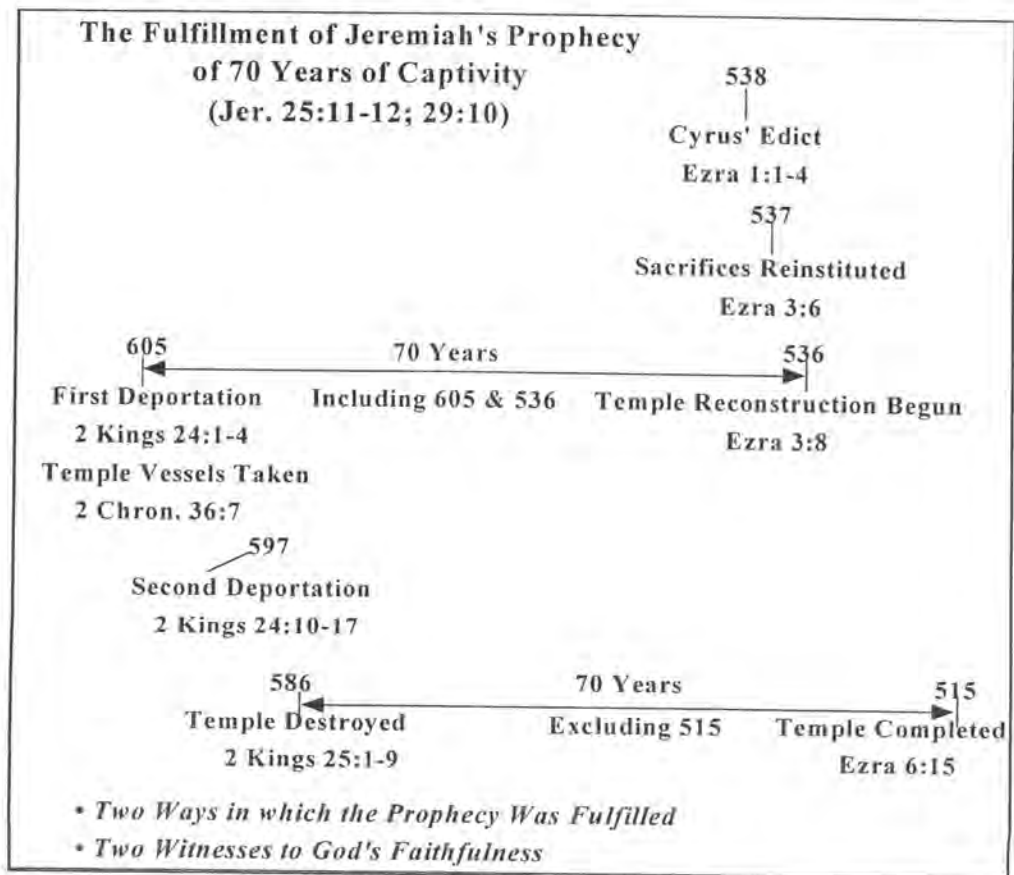 The Fulfillment of Jeremiah's Prophecy
of 70 Years of Captivity
(Jer. 25:11-12; 29:10)
538
Cyrus' Edict
Ezra 1:1-4
537
Sacrifices Reinstituted
Ezra 3:6
605 70 Years 536
First Deportation Including 605 & 536 Temple Reconstruction Begun
2 Kings 24:1-4 Ezra 3:8
Temple Vessels Taken
2 Chron. 36:7
597
Second Deportation
2 Kings 24:10-17
586 70 Years 515
Temple Destroyed Excluding 515 Temple Completed
2 Kings 25:1-9 Ezra 6:15
• Two Ways in which the Prophecy Was Fulfilled
• Two Witnesses to God's Faithfulness